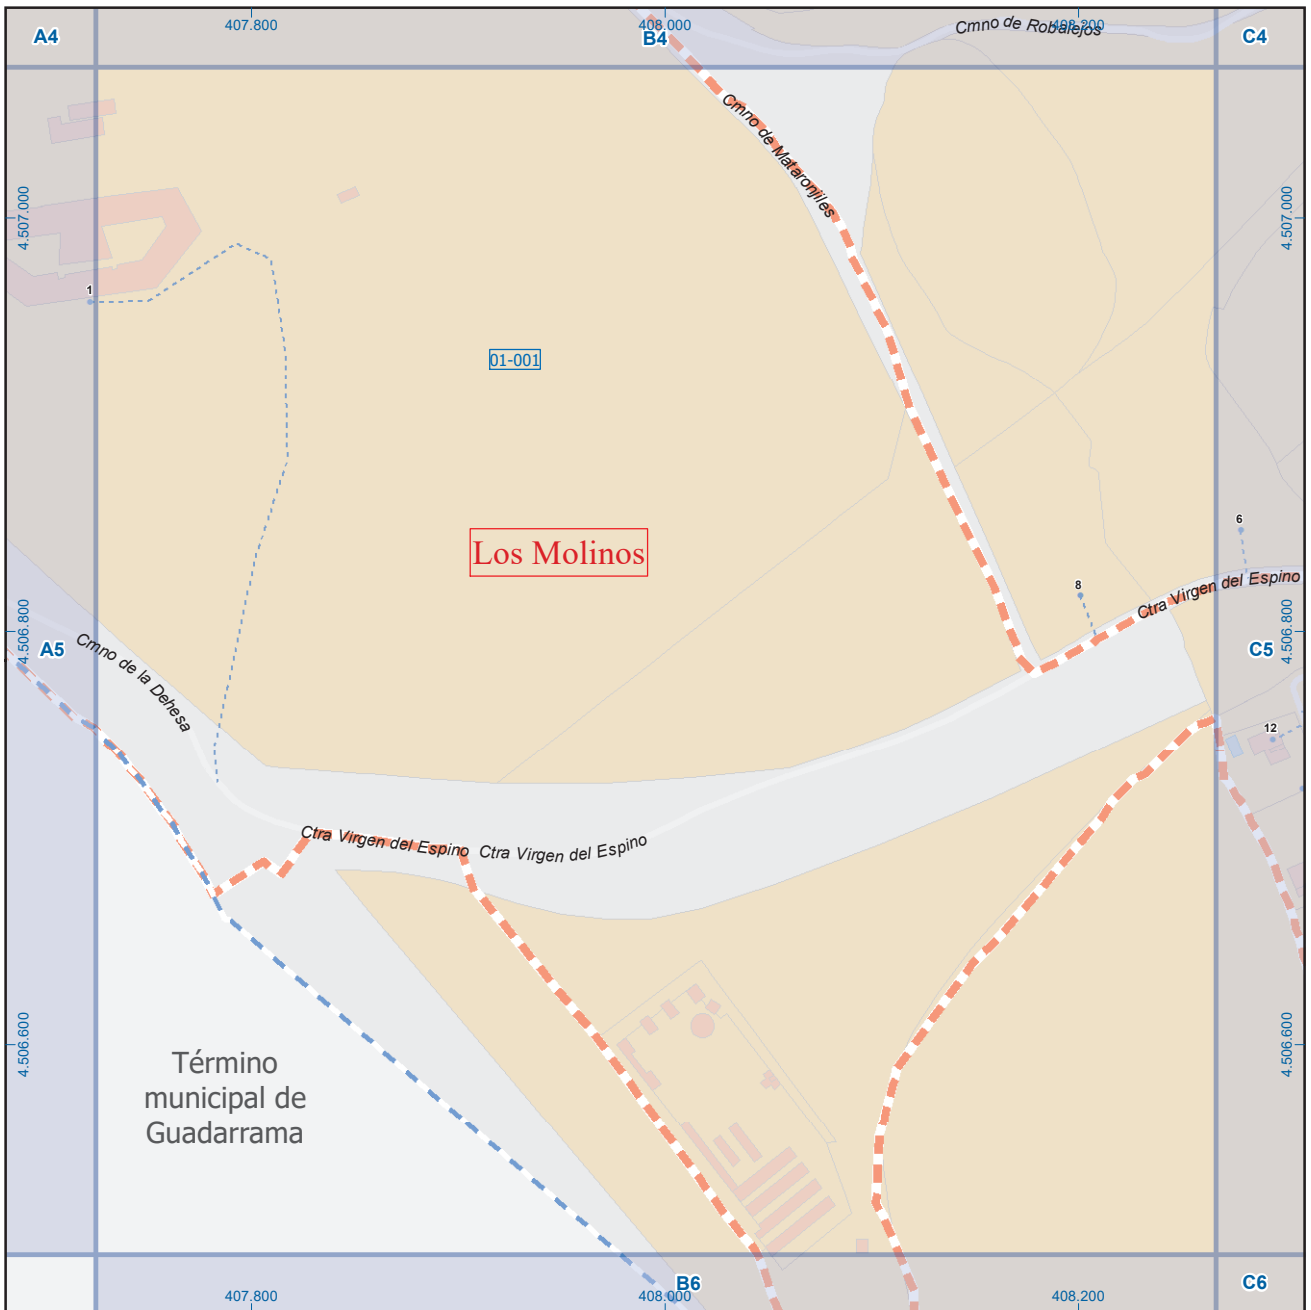 407.800
408.000
408.200
A4
B4
C4
Cmno de Robalejos
Cmno de Mataronjiles
4.507.000
4.507.000
1
01-001
Los Molinos
6
8
Ctra Virgen del Espino
4.506.800
4.506.800
A5
C5
Cmno de la Dehesa
12
Ctra Virgen del Espino
Ctra Virgen del Espino
4.506.600
4.506.600
Término
municipal de
Guadarrama
B6
C6
407.800
408.000
408.200